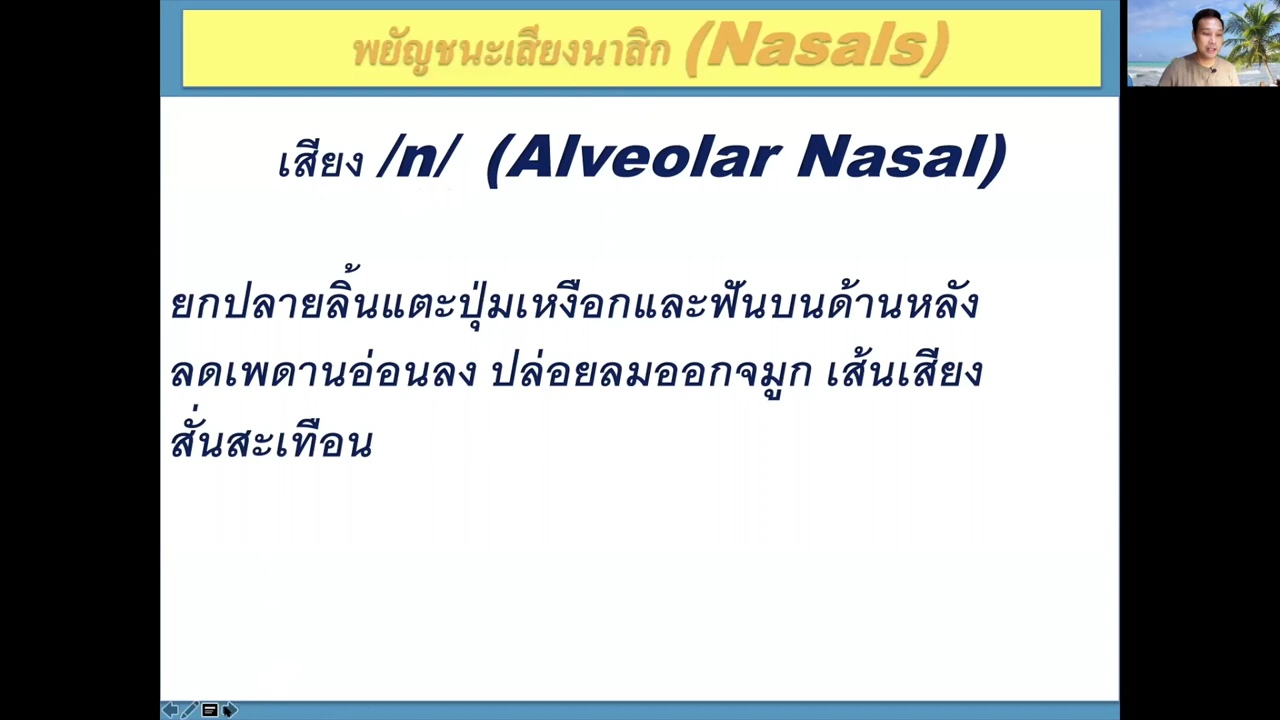 พยัญชนะเสียงนาสิก (Nasals)
เสียง /n/ (Alveolar Nasal)
ยกปลายลิ้นแตะปุ่มเหงือกและฟันบนด้านหลัง
ลดเพดานอ่อนลง ปล่อยลมออกจมูก เส้นเสียง
สั่นสะเทือน